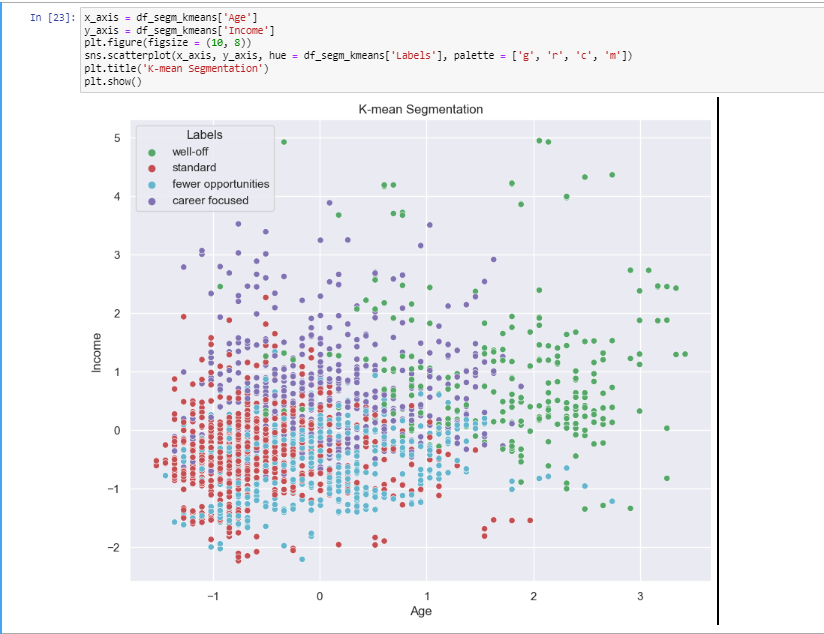 In [23]: x_axis = df_segm_kmeans['Age']
y_axis = df_segm_kmeans['Income']
plt.figure(figsize = (10, 8))
sns.scatterplot(x_axis, y_axis, hue = df_segm_kmeans['Labels'], palette = ['g', 'r', 'c', 'm'])
plt.title('K-mean Segmentation')
plt.show()
K-mean Segmentation
Labels
well-off
standard
fewer opportunities
career focused
5
4
3
2
1
0
−1
−2
Income
−1 0 1 2 3
Age